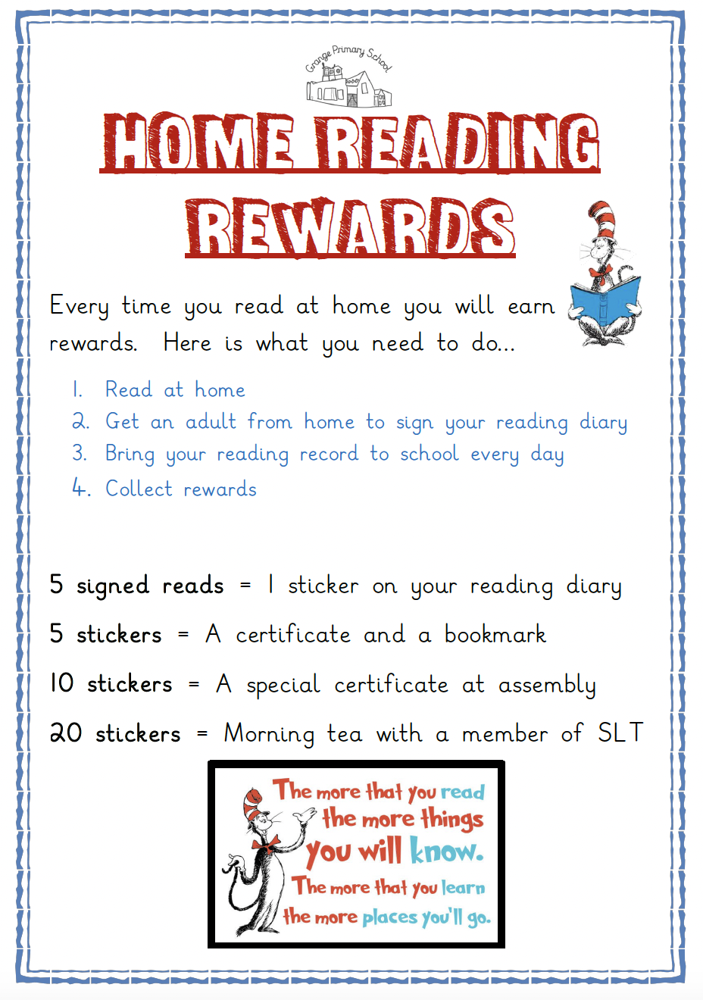 Grange Primary School
HOME READING
REWARDS
Every time you read at home you will earn
rewards. Here is what you need to do...
1. Read at home
2. Get an adult from home to sign your reading diary
3. Bring your reading record to school every day
4. Collect rewards
5 signed reads = 1 sticker on your reading diary
5 stickers = A certificate and a bookmark
10 stickers = A special certificate at assembly
20 stickers = Morning tea with a member of SLT
The more that you read
the more things
you will know.
The more that you learn
the more places you'll go.